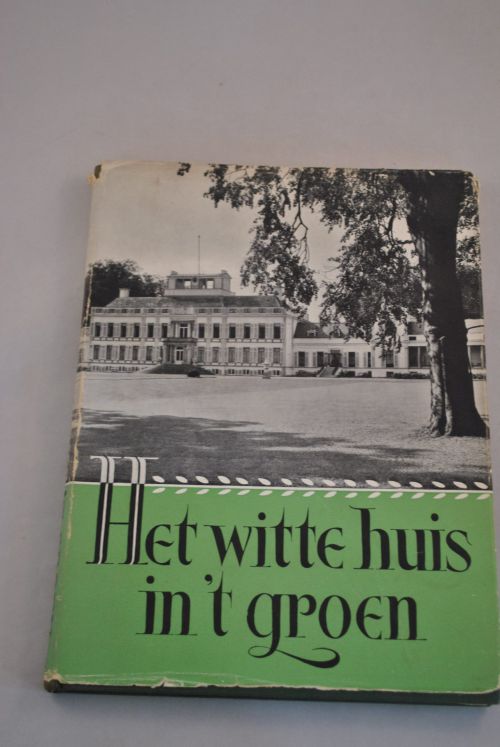 Het witte huis
in 't groen